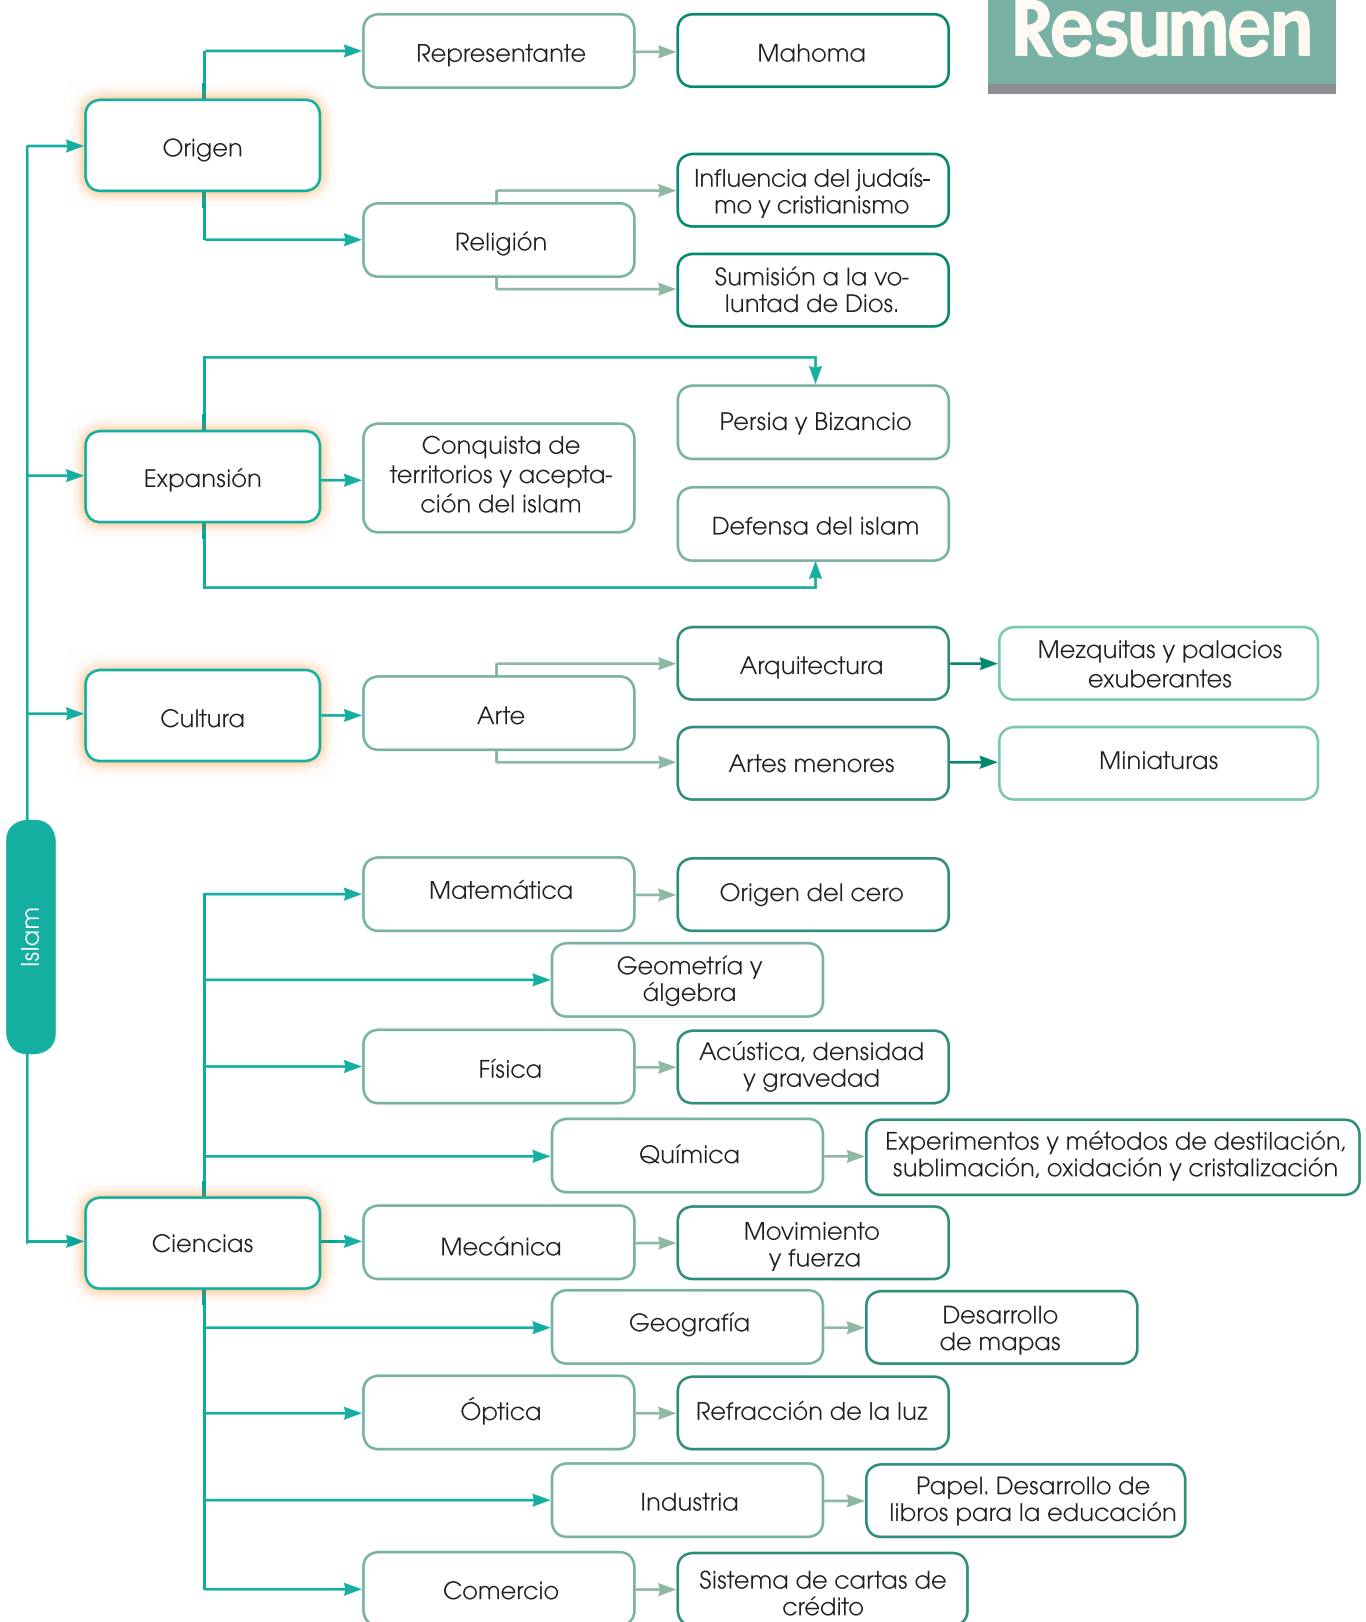 Resumen
Representante
Mahoma
Origen
Influencia del judaís-
mo y cristianismo
Religión
Sumisión a la vo-
luntad de Dios.
Persia y Bizancio
Expansión
Conquista de
territorios y acepta-
ción del islam
Defensa del islam
Cultura
Arte
Arquitectura
Mezquitas y palacios
exuberantes
Artes menores
Miniaturas
Islam
Matemática
Origen del cero
Geometría y
álgebra
Física
Acústica, densidad
y gravedad
Química
Experimentos y métodos de destilación,
sublimación, oxidación y cristalización
Ciencias
Mecánica
Movimiento
y fuerza
Geografía
Desarrollo
de mapas
Óptica
Refracción de la luz
Industria
Papel. Desarrollo de
libros para la educación
Comercio
Sistema de cartas de
crédito